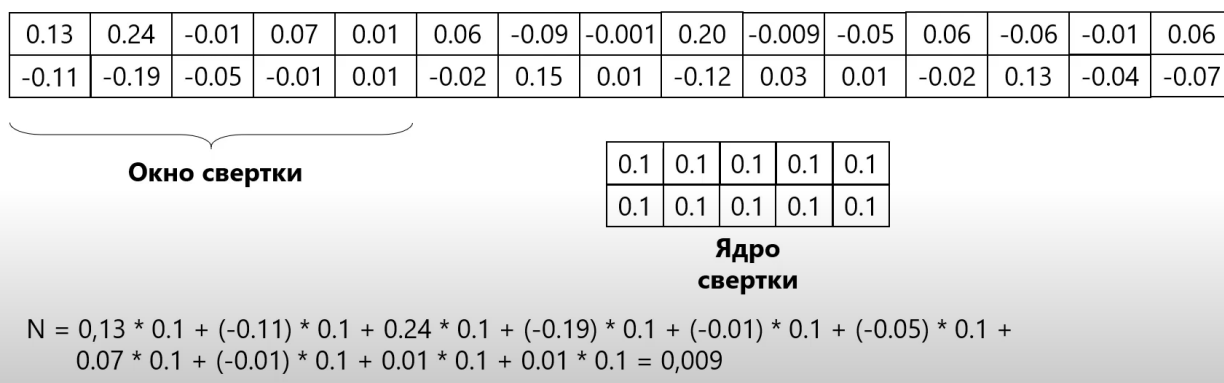 0.13 0.24 -0.01 0.07 0.01 0.06 -0.09 -0.001 0.20 -0.009 -0.05 0.06 -0.06 -0.01 0.06
-0.11 -0.19 -0.05 -0.01 0.01 -0.02 0.15 0.01 -0.12 0.03 0.01 -0.02 0.13 -0.04 -0.07
Окно свертки
0.1 0.1 0.1 0.1 0.1
0.1 0.1 0.1 0.1 0.1
Ядро
свертки
N = 0,13 * 0.1 + (-0.11) * 0.1 + 0.24 * 0.1 + (-0.19) * 0.1 + (-0.01) * 0.1 + (-0.05) * 0.1 +
0.07 * 0.1 + (-0.01) * 0.1 + 0.01 * 0.1 + 0.01 * 0.1 = 0,009